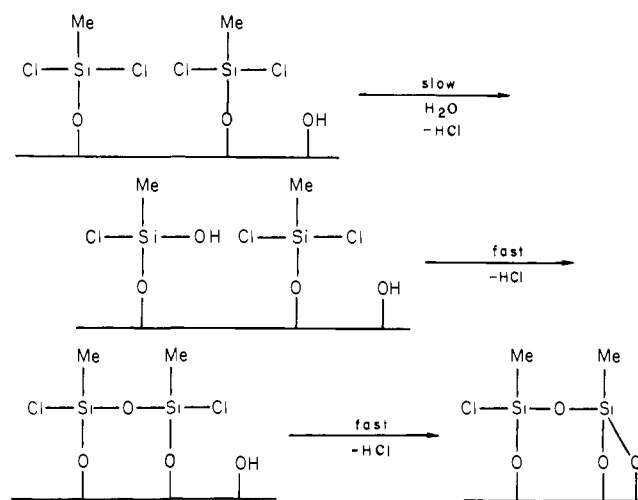 Me Me
Cl—Si—Cl Cl—Si—Cl
O O OH
slow
H₂O
–HCl
Me Me
Cl—Si—OH Cl—Si—Cl
O O OH
fast
–HCl
Me Me
Cl—Si—O—Si—Cl
O O OH
fast
–HCl
Me Me
Cl—Si—O—Si
O O O